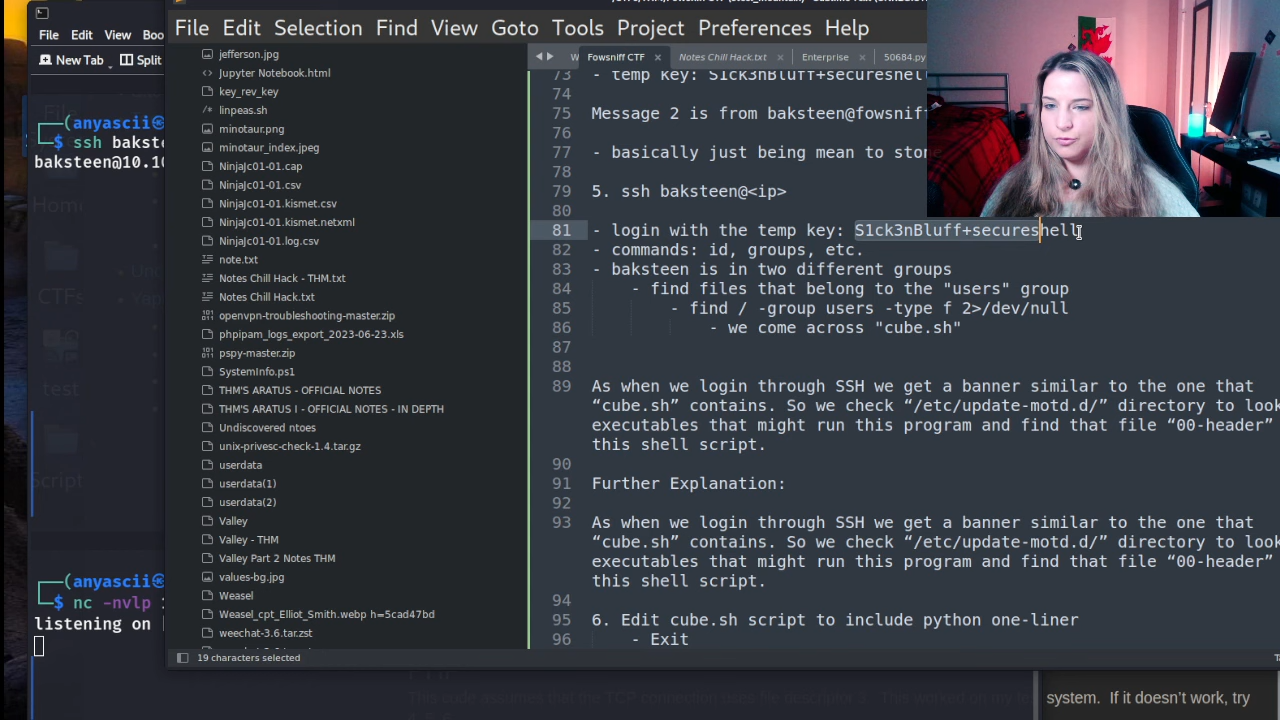 File Edit Selection Find View Goto Tools Project Preferences Help
File Edit View Boo
New Tab Split
(anyascii
$ ssh bakste
baksteen@10.10
(anyascii
$ nc -nvlp
listening on
jefferson.jpg
Jupyter Notebook.html
key_rev_key
linpeas.sh
minotaur.png
minotaur_index.jpeg
NinjaJc01-01.cap
NinjaJc01-01.csv
NinjaJc01-01.kismet.csv
NinjaJc01-01.kismet.netxml
NinjaJc01-01.log.csv
note.txt
Notes Chill Hack - THM.txt
Notes Chill Hack.txt
openvpn-troubleshooting-master.zip
phpipam_logs_export_2023-06-23.xls
pspy-master.zip
SystemInfo.ps1
THM'S ARATUS - OFFICIAL NOTES
THM'S ARATUS I - OFFICIAL NOTES - IN DEPTH
Undiscovered ntoes
unix-privesc-check-1.4.tar.gz
userdata
userdata(1)
userdata(2)
Valley
Valley - THM
Valley Part 2 Notes THM
values-bg.jpg
Weasel
Weasel_cpt_Elliot_Smith.webp h=5cad47bd
weechat-3.6.tar.zst
19 characters selected
W Fowsniff CTF × Notes Chill Hack.txt × Enterprise × 50684.py
73 - temp key: S1ck3nBluff+secureshel
74
75 Message 2 is from baksteen@fowsniff
76
77 - basically just being mean to ston
78
79 5. ssh baksteen@<ip>
80
81 - login with the temp key: S1ck3nBluff+secureshell
82 - commands: id, groups, etc.
83 - baksteen is in two different groups
84 - find files that belong to the "users" group
85 - find / -group users -type f 2>/dev/null
86 - we come across "cube.sh"
87
88
89 As when we login through SSH we get a banner similar to the one that
“cube.sh” contains. So we check “/etc/update-motd.d/” directory to look
executables that might run this program and find that file “00-header”
this shell script.
90
91 Further Explanation:
92
93 As when we login through SSH we get a banner similar to the one that
“cube.sh” contains. So we check “/etc/update-motd.d/” directory to look
executables that might run this program and find that file “00-header”
this shell script.
94
95 6. Edit cube.sh script to include python one-liner
96 - Exit
system. If it doesn't work, try